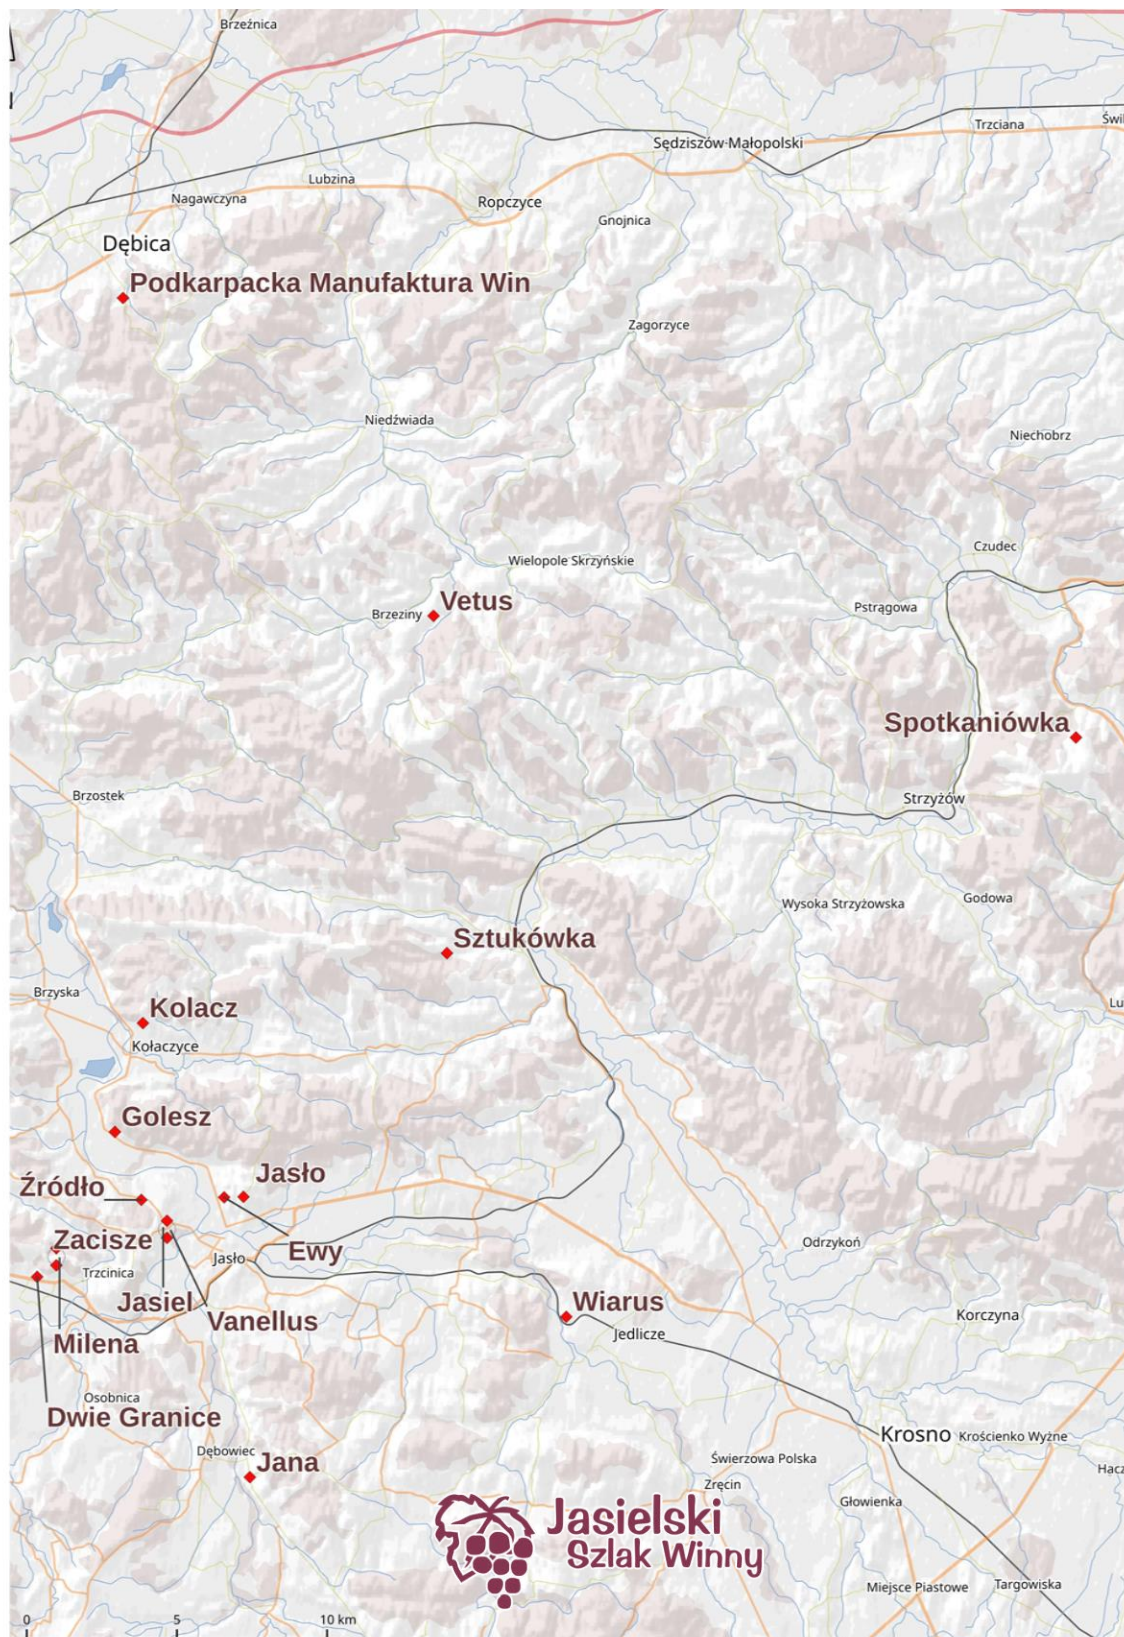 Brzeźnica
Sędziszów Małopolski
Trzciana
Lubzina
Nagawczyna
Ropczyce
Gnojnica
Dębica
Podkarpacka Manufaktura Win
Zagorzyce
Niedźwiada
Niechobrz
Czudec
Wielopole Skrzyńskie
Vetus
Brzeziny
Pstrągowa
Spotkaniówka
Brzostek
Strzyżów
Wysoka Strzyżowska
Godowa
Sztukówka
Brzyska
Kolacz
Lu
Kołaczyce
Golesz
Jasło
Źródło
Zacisze
Ewy
Jasło
Odrzykoń
Trzcinica
Jasiel
Vanellus
Wiarus
Korczyna
Jedlicze
Milena
Osobnica
Dwie Granice
Krosno
Krościenko Wyżne
Dębowiec
Jana
Świerzowa Polska
Hacz
Zręcin
Głowienka
Jasielski
Szlak Winny
Miejsce Piastowe
Targowiska
0 5 10 km